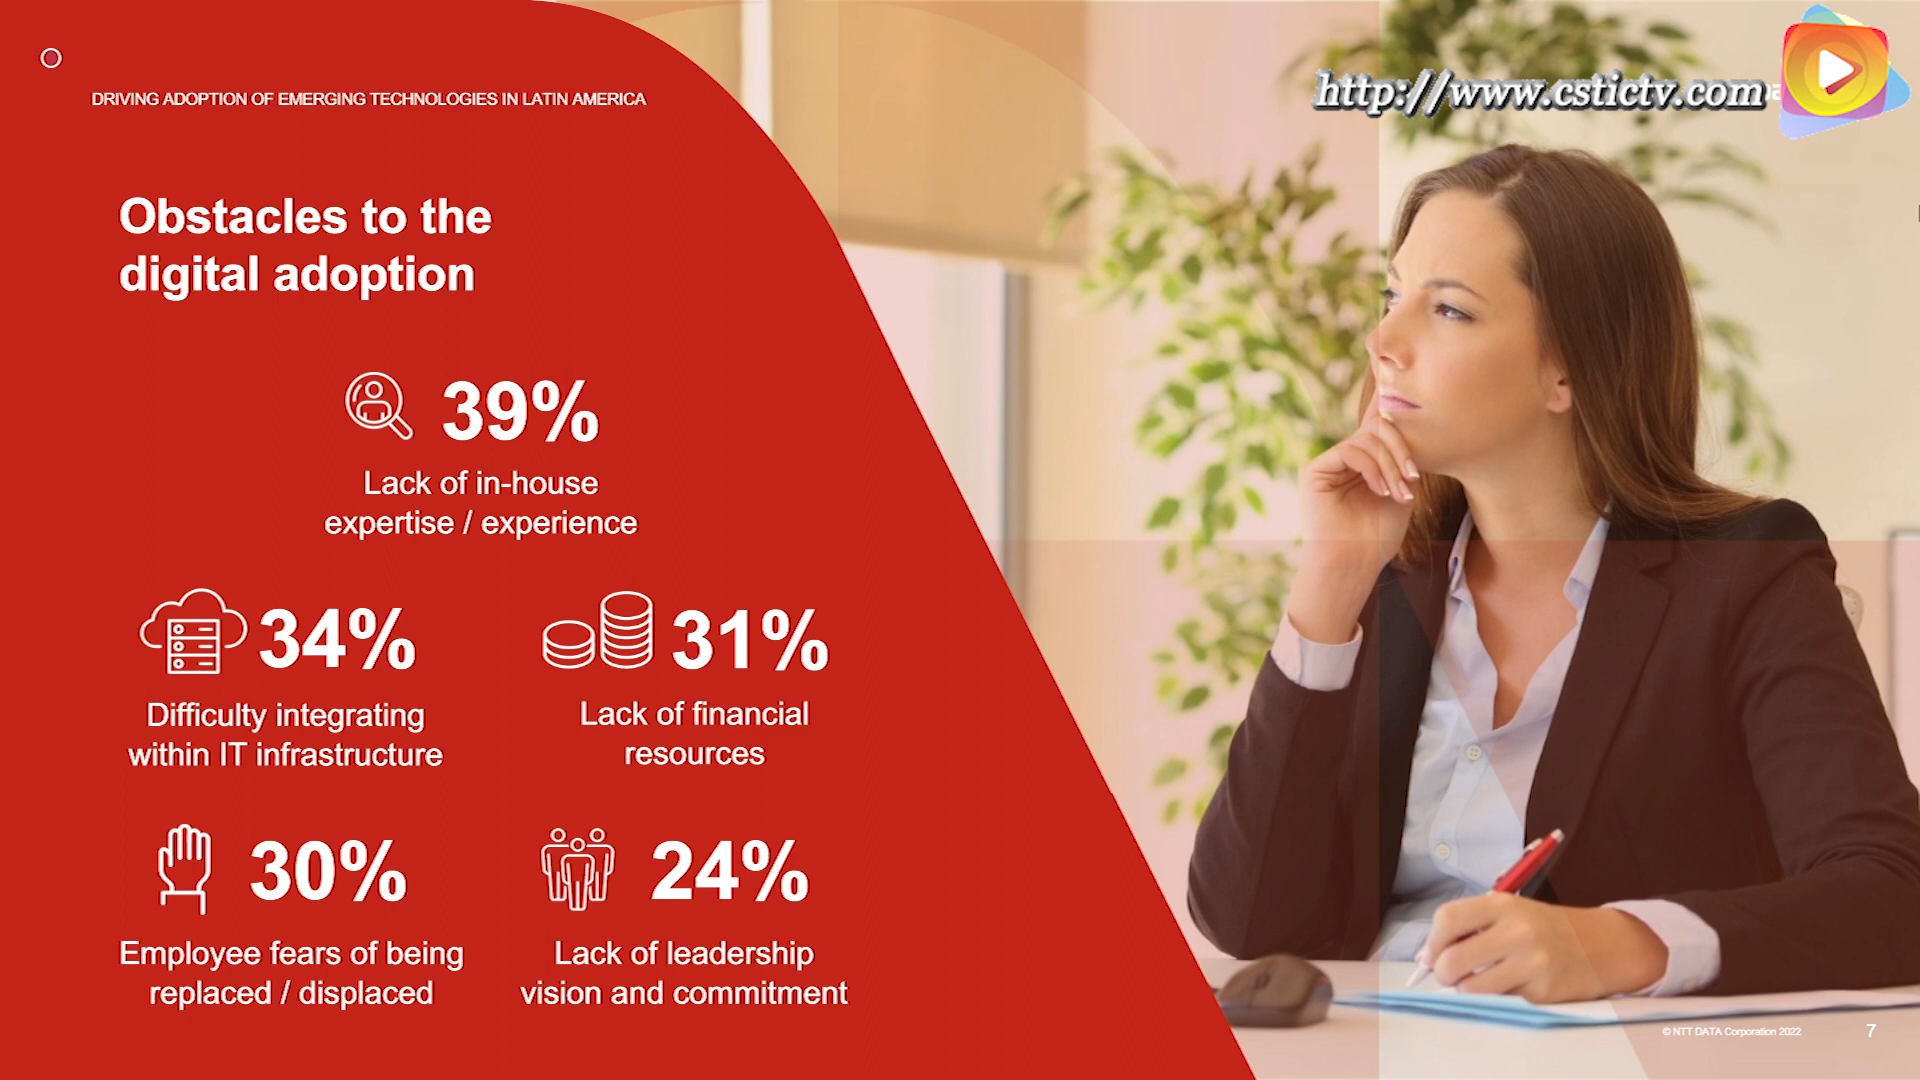 DRIVING ADOPTION OF EMERGING TECHNOLOGIES IN LATIN AMERICA
http://www.cstictv.com
Obstacles to the
digital adoption
39%
Lack of in-house
expertise / experience
34%
Difficulty integrating
within IT infrastructure
31%
Lack of financial
resources
30%
Employee fears of being
replaced / displaced
24%
Lack of leadership
vision and commitment
© NTT DATA Corporation 2022
7